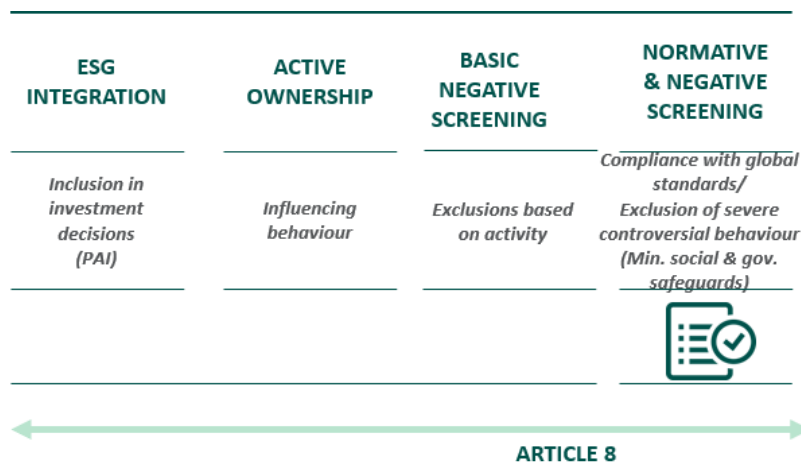 ESG
INTEGRATION
ACTIVE
OWNERSHIP
BASIC
NEGATIVE
SCREENING
NORMATIVE
& NEGATIVE
SCREENING
Inclusion in
investment
decisions
(PAI)
Influencing
behaviour
Exclusions based
on activity
Compliance with global
standards/
Exclusion of severe
controversial behaviour
(Min. social & gov.
safeguards)
ARTICLE 8